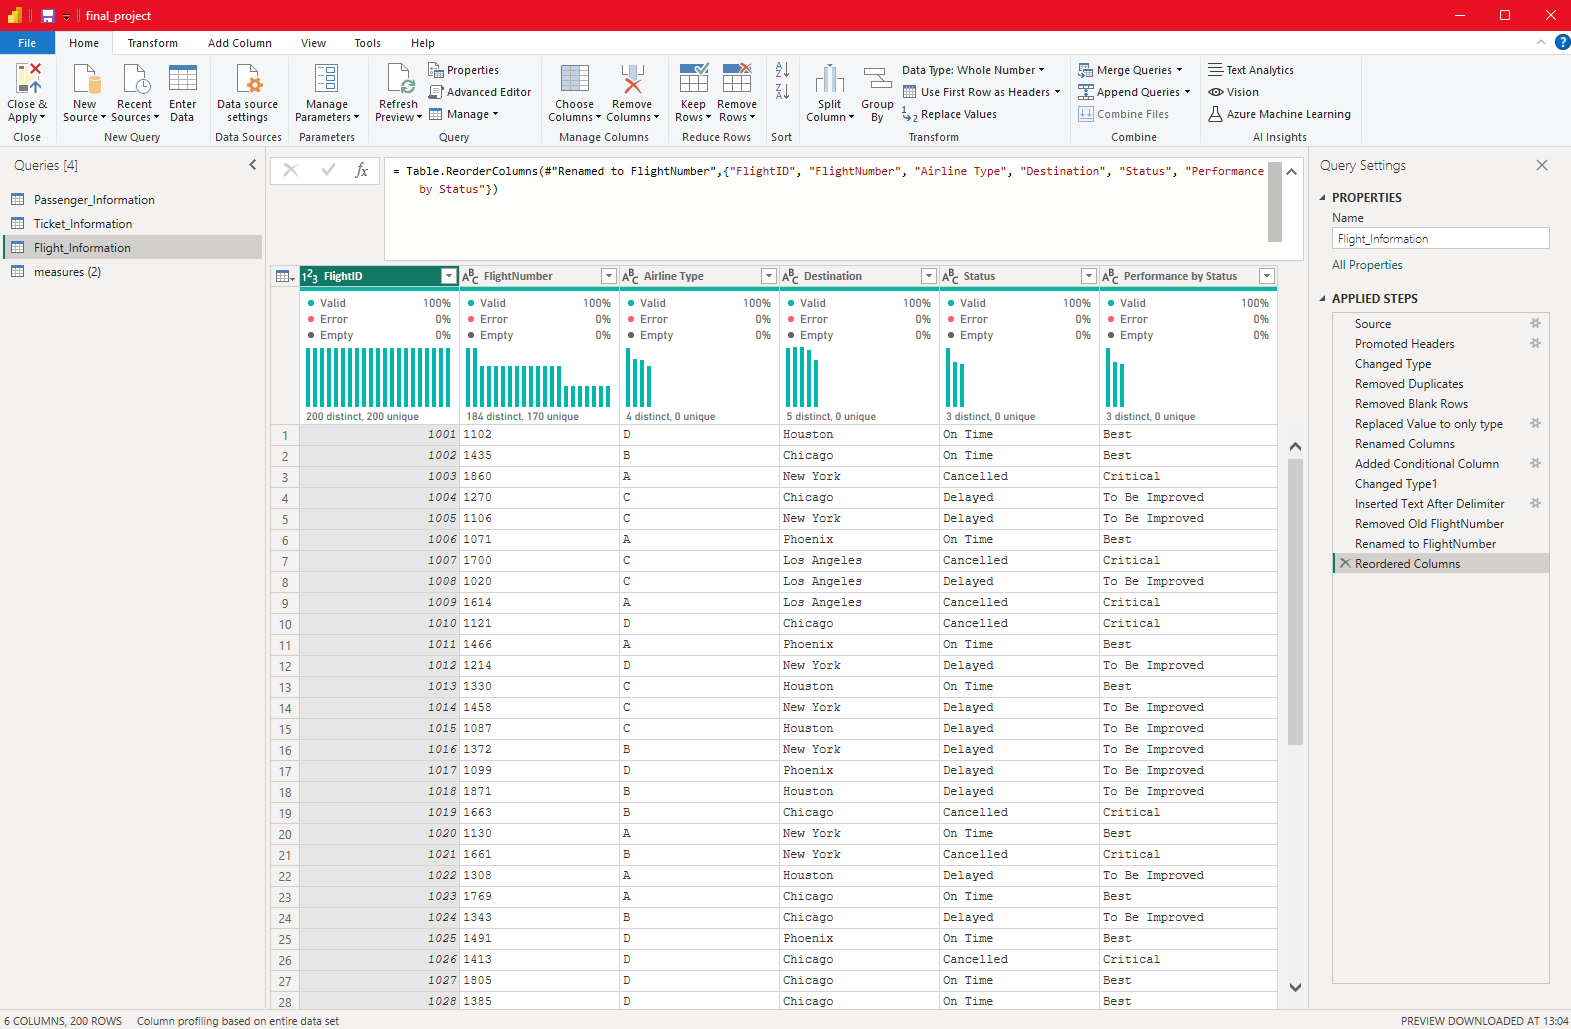 final_project
File Home Transform Add Column View Tools Help
Close & Apply
New Source
Recent Sources
Enter Data
Data source settings
Manage Parameters
Refresh Preview
Properties
Advanced Editor
Manage
Choose Columns
Remove Columns
Keep Rows
Remove Rows
Split Column
Group By
Data Type: Whole Number
Use First Row as Headers
Replace Values
Merge Queries
Append Queries
Combine Files
Text Analytics
Vision
Azure Machine Learning
Close New Query Data Sources Parameters Query Manage Columns Reduce Rows Sort Transform Combine AI Insights
Queries [4]
Passenger_Information
Ticket_Information
Flight_Information
measures (2)
fx
= Table.ReorderColumns(#"Renamed to FlightNumber",{"FlightID", "FlightNumber", "Airline Type", "Destination", "Status", "Performance
by Status"})
FlightID FlightNumber Airline Type Destination Status Performance by Status
Valid 100% Valid 100% Valid 100% Valid 100% Valid 100% Valid 100%
Error 0% Error 0% Error 0% Error 0% Error 0% Error 0%
Empty 0% Empty 0% Empty 0% Empty 0% Empty 0% Empty 0%
200 distinct, 200 unique 184 distinct, 170 unique 4 distinct, 0 unique 5 distinct, 0 unique 3 distinct, 0 unique 3 distinct, 0 unique
1 1001 1102 D Houston On Time Best
2 1002 1435 B Chicago On Time Best
3 1003 1860 A New York Cancelled Critical
4 1004 1270 C Chicago Delayed To Be Improved
5 1005 1106 C New York Delayed To Be Improved
6 1006 1071 A Phoenix On Time Best
7 1007 1700 C Los Angeles Cancelled Critical
8 1008 1020 C Los Angeles Delayed To Be Improved
9 1009 1614 A Los Angeles Cancelled Critical
10 1010 1121 D Chicago Cancelled Critical
11 1011 1466 A Phoenix On Time Best
12 1012 1214 D New York Delayed To Be Improved
13 1013 1330 C Houston On Time Best
14 1014 1458 C New York Delayed To Be Improved
15 1015 1087 C Houston Delayed To Be Improved
16 1016 1372 B New York Delayed To Be Improved
17 1017 1099 D Phoenix Delayed To Be Improved
18 1018 1871 B Houston Delayed To Be Improved
19 1019 1663 B Chicago Cancelled Critical
20 1020 1130 A New York On Time Best
21 1021 1661 B New York Cancelled Critical
22 1022 1308 A Houston Delayed To Be Improved
23 1023 1769 A Chicago On Time Best
24 1024 1343 B Chicago Delayed To Be Improved
25 1025 1491 D Phoenix On Time Best
26 1026 1413 D Chicago Cancelled Critical
27 1027 1805 D Chicago On Time Best
28 1028 1385 D Chicago On Time Best
Query Settings
PROPERTIES
Name
Flight_Information
All Properties
APPLIED STEPS
Source
Promoted Headers
Changed Type
Removed Duplicates
Removed Blank Rows
Replaced Value to only type
Renamed Columns
Added Conditional Column
Changed Type1
Inserted Text After Delimiter
Removed Old FlightNumber
Renamed to FlightNumber
Reordered Columns
6 COLUMNS, 200 ROWS Column profiling based on entire data set PREVIEW DOWNLOADED AT 13:04